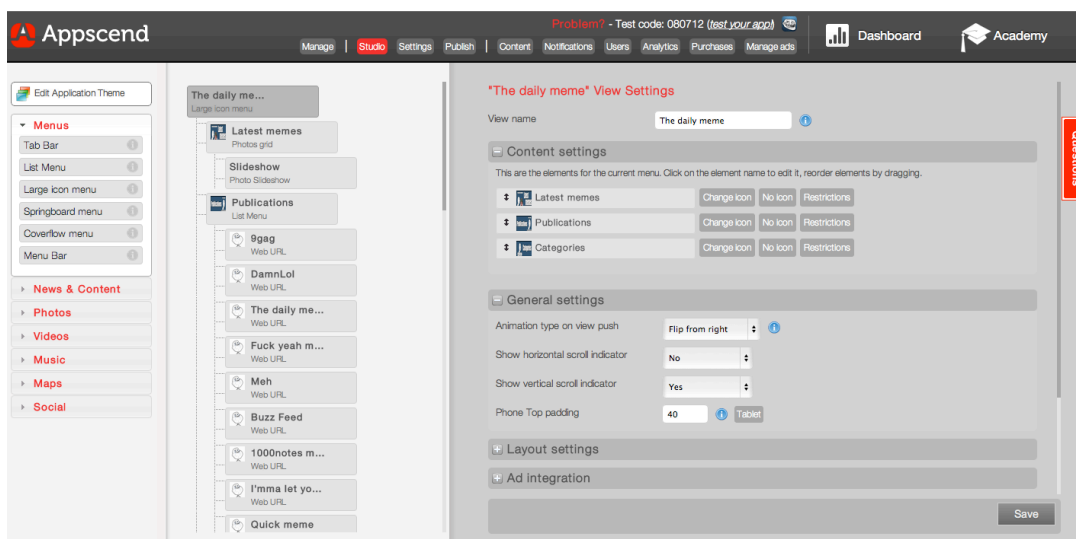 Appscend
Problem? - Test code: 080712 (test your app!)
Manage | Studio Settings Publish | Content Notifications Users Analytics Purchases Manage ads
Dashboard
Academy
Edit Application Theme
Menus
Tab Bar
List Menu
Large icon menu
Springboard menu
Coverflow menu
Menu Bar
News & Content
Photos
Videos
Music
Maps
Social
The daily me...
Large icon menu
Latest memes
Photos grid
Slideshow
Photo Slideshow
Publications
List Menu
9gag
Web URL
DamnLol
Web URL
The daily me...
Web URL
Fuck yeah m...
Web URL
Meh
Web URL
Buzz Feed
Web URL
1000notes m...
Web URL
I'mma let yo...
Web URL
Quick meme
"The daily meme" View Settings
View name The daily meme
Content settings
This are the elements for the current menu. Click on the element name to edit it, reorder elements by dragging.
Latest memes Change icon No icon Restrictions
Publications Change icon No icon Restrictions
Categories Change icon No icon Restrictions
General settings
Animation type on view push Flip from right
Show horizontal scroll indicator No
Show vertical scroll indicator Yes
Phone Top padding 40 Tablet
Layout settings
Ad integration
Save